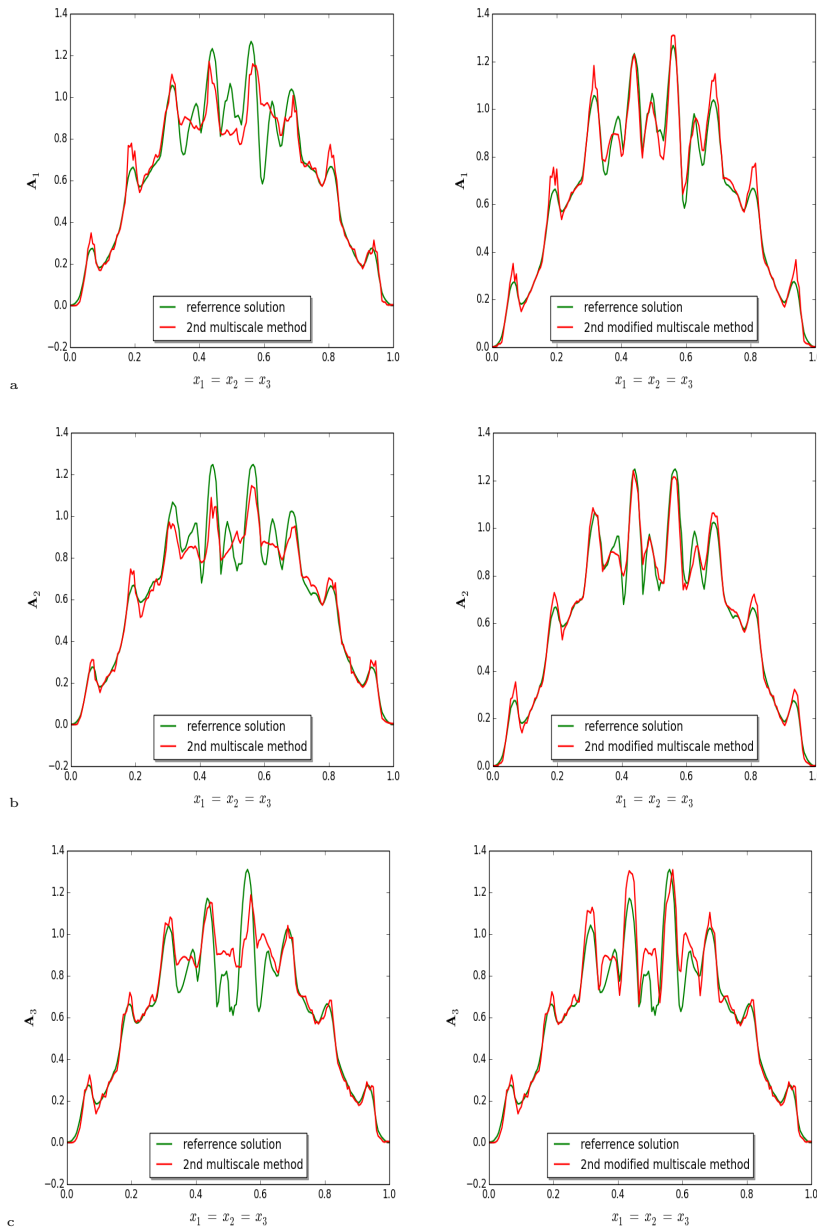 1.4
1.2
1.0
0.8
0.6
0.4
0.2
0.0
−0.2
A1
0.0 0.2 0.4 0.6 0.8 1.0
x1 = x2 = x3
referrence solution
2nd multiscale method
1.4
1.2
1.0
0.8
0.6
0.4
0.2
0.0
A1
0.0 0.2 0.4 0.6 0.8 1.0
x1 = x2 = x3
referrence solution
2nd modified multiscale method
a
1.4
1.2
1.0
0.8
0.6
0.4
0.2
0.0
−0.2
A2
0.0 0.2 0.4 0.6 0.8 1.0
x1 = x2 = x3
referrence solution
2nd multiscale method
1.4
1.2
1.0
0.8
0.6
0.4
0.2
0.0
A2
0.0 0.2 0.4 0.6 0.8 1.0
x1 = x2 = x3
referrence solution
2nd modified multiscale method
b
1.4
1.2
1.0
0.8
0.6
0.4
0.2
0.0
−0.2
A3
0.0 0.2 0.4 0.6 0.8 1.0
x1 = x2 = x3
referrence solution
2nd multiscale method
1.4
1.2
1.0
0.8
0.6
0.4
0.2
0.0
−0.2
A3
0.0 0.2 0.4 0.6 0.8 1.0
x1 = x2 = x3
referrence solution
2nd modified multiscale method
c